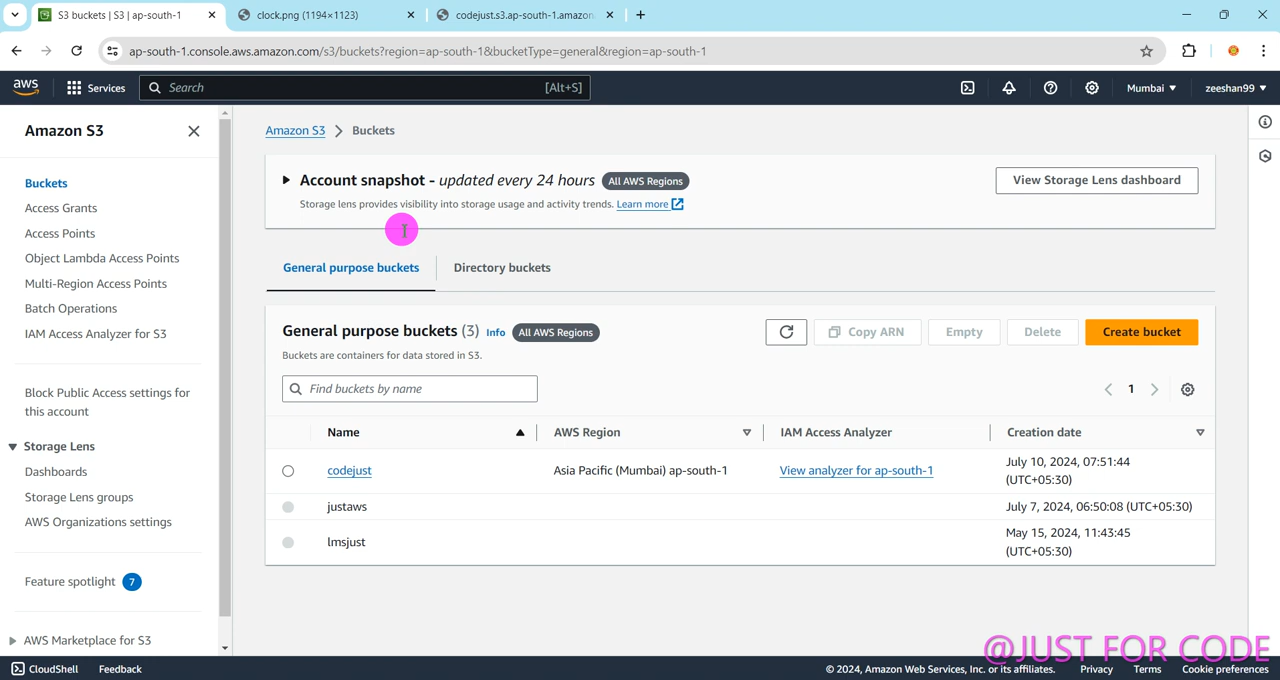 S3 buckets | S3 | ap-south-1
clock.png (1194×1123)
codejust.s3.ap-south-1.amazon
ap-south-1.console.aws.amazon.com/s3/buckets?region=ap-south-1&bucketType=general&region=ap-south-1
aws Services Search [Alt+S] Mumbai zeeshan99
Amazon S3
Buckets
Access Grants
Access Points
Object Lambda Access Points
Multi-Region Access Points
Batch Operations
IAM Access Analyzer for S3
Block Public Access settings for
this account
Storage Lens
Dashboards
Storage Lens groups
AWS Organizations settings
Feature spotlight 7
AWS Marketplace for S3
Amazon S3 > Buckets
Account snapshot - updated every 24 hours All AWS Regions
View Storage Lens dashboard
Storage lens provides visibility into storage usage and activity trends. Learn more
General purpose buckets Directory buckets
General purpose buckets (3) Info All AWS Regions
Copy ARN Empty Delete Create bucket
Buckets are containers for data stored in S3.
Find buckets by name
1
Name AWS Region IAM Access Analyzer Creation date
codejust Asia Pacific (Mumbai) ap-south-1 View analyzer for ap-south-1 July 10, 2024, 07:51:44
(UTC+05:30)
justaws July 7, 2024, 06:50:08 (UTC+05:30)
lmsjust May 15, 2024, 11:43:45
(UTC+05:30)
@JUST FOR CODE
CloudShell Feedback © 2024, Amazon Web Services, Inc. or its affiliates. Privacy Terms Cookie preferences